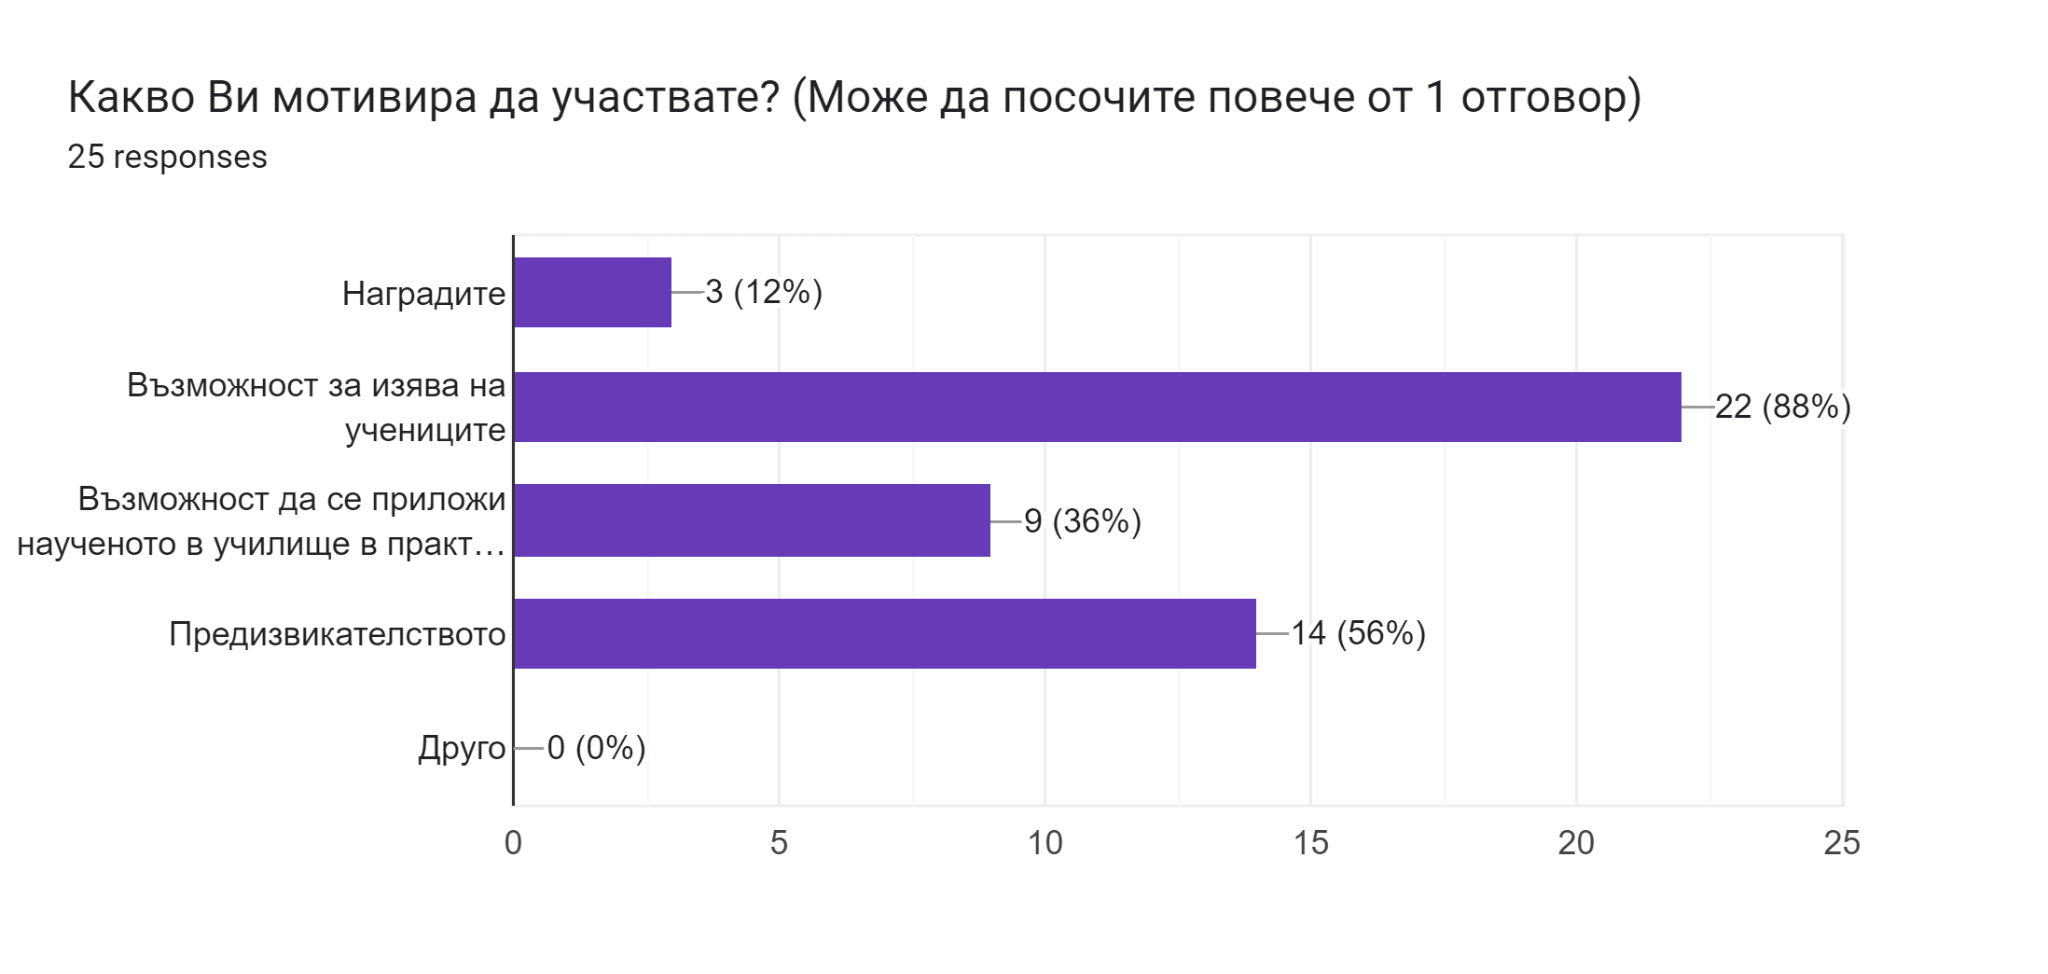 Какво Ви мотивира да участвате? (Може да посочите повече от 1 отговор)
25 responses
Наградите
3 (12%)
Възможност за изява на
учениците
22 (88%)
Възможност да се приложи
наученото в училище в практ…
9 (36%)
Предизвикателството
14 (56%)
Друго
0 (0%)
0 5 10 15 20 25